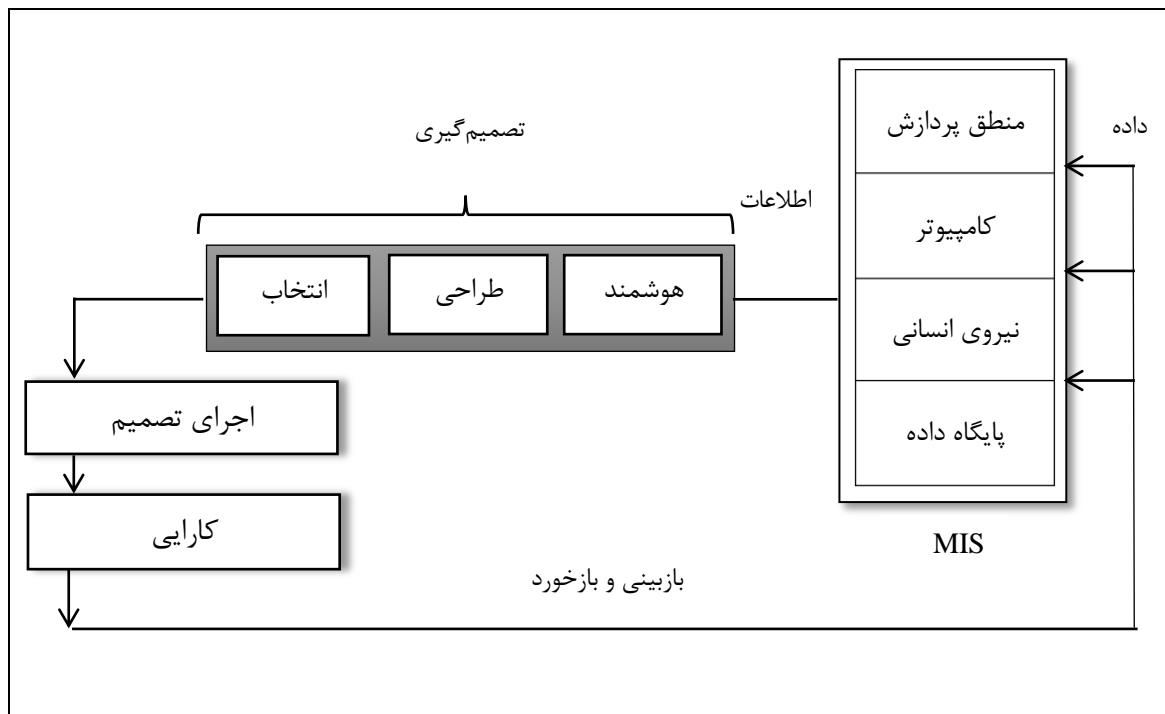 منطق پردازش
داده
تصمیم‌گیری
کامپیوتر
اطلاعات
هوشمند
طراحی
انتخاب
نیروی انسانی
پایگاه داده
اجرای تصمیم
کارایی
MIS
بازبینی و بازخورد